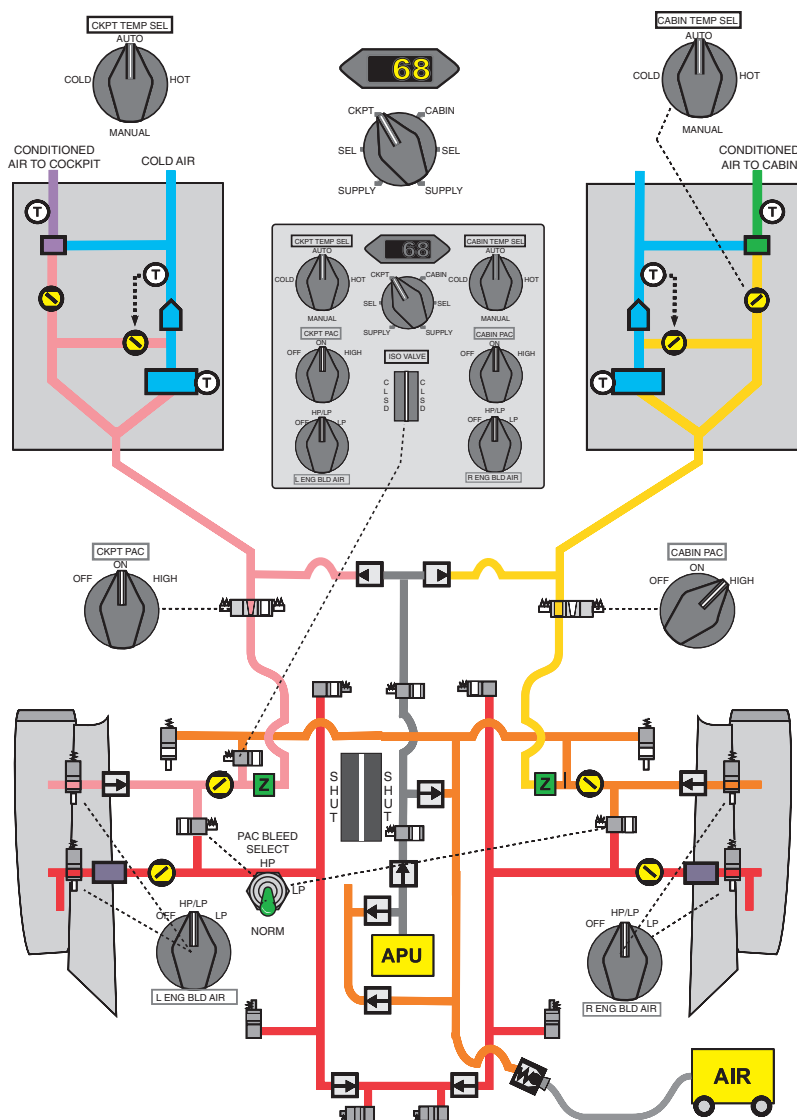 CKPT TEMP SEL
AUTO
COLD
HOT
MANUAL
68
CKPT
CABIN
SEL
SEL
SUPPLY
SUPPLY
CABIN TEMP SEL
AUTO
COLD
HOT
MANUAL
CONDITIONED
AIR TO COCKPIT
COLD AIR
CONDITIONED
AIR TO CABIN
T
T
T
T
T
T
CKPT TEMP SEL
AUTO
COLD
HOT
MANUAL
68
CKPT
CABIN
SEL
SEL
SUPPLY
SUPPLY
CABIN TEMP SEL
AUTO
COLD
HOT
MANUAL
CKPT PAC
ON
OFF
HIGH
ISO VALVE
CLSD
CLSD
CABIN PAC
ON
OFF
HIGH
HP/LP
OFF
LP
L ENG BLD AIR
HP/LP
OFF
LP
R ENG BLD AIR
CKPT PAC
ON
OFF
HIGH
CABIN PAC
ON
OFF
HIGH
Z
SHUT
SHUT
Z
PAC BLEED
SELECT
HP
LP
NORM
HP/LP
OFF
LP
L ENG BLD AIR
APU
HP/LP
OFF
LP
R ENG BLD AIR
AIR